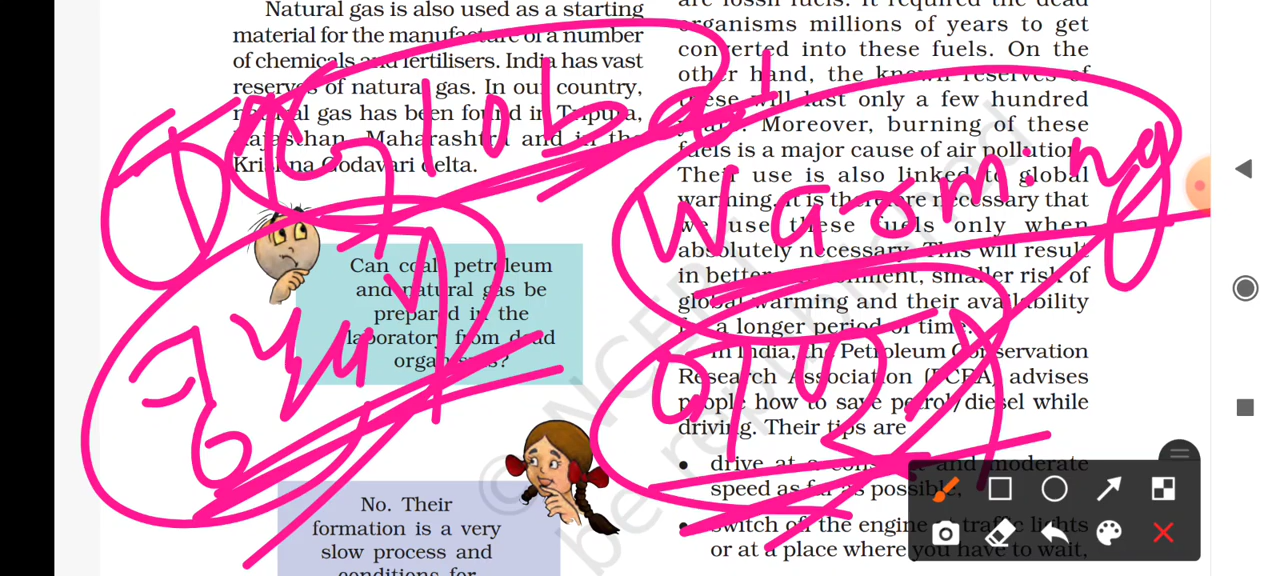 Natural gas is also used as a starting
material for the manufacture of a number
of chemicals and fertilisers. India has vast
reserves of natural gas. In our country,
natural gas has been found in Tripura,
Rajasthan, Maharashtra and in the
Krishna Godavari delta.
Can coal, petroleum
and natural gas be
prepared in the
laboratory from dead
organisms?
No. Their
formation is a very
slow process and
conditions for
are fossil fuels. It required the dead
organisms millions of years to get
converted into these fuels. On the
other hand, the known reserves of
these will last only a few hundred
years. Moreover, burning of these
fuels is a major cause of air pollution.
Their use is also linked to global
warming. It is therefore necessary that
we use these fuels only when
absolutely necessary. This will result
in better environment, smaller risk of
global warming and their availability
for a longer period of time.
In India, the Petroleum Conservation
Research Association (PCRA) advises
people how to save petrol/diesel while
driving. Their tips are
• drive at a constant and moderate
speed as far as possible,
• switch off the engine at traffic lights
or at a place where you have to wait,
Global
Warming
© NCERT